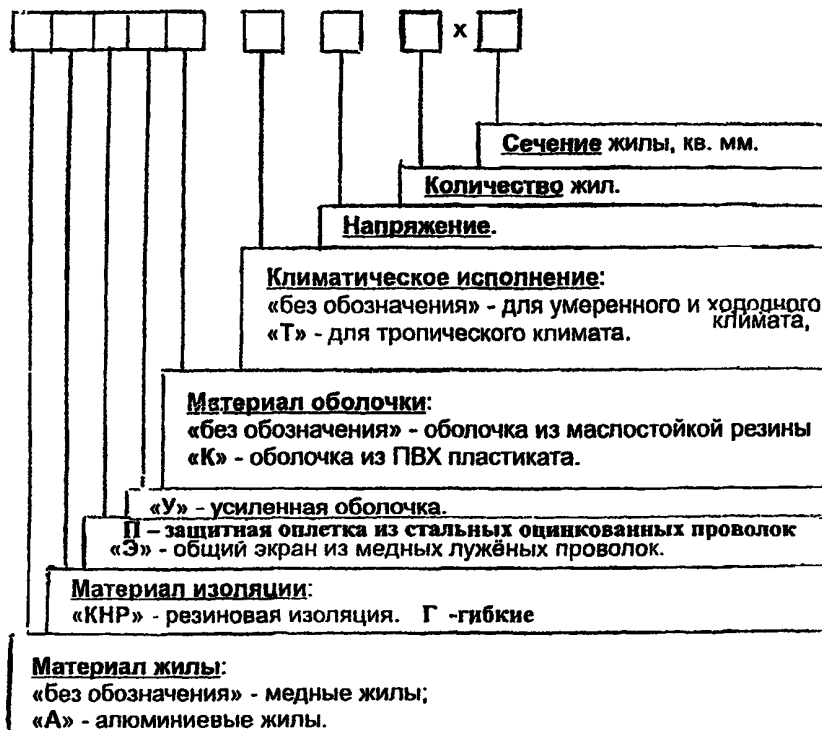 х
Сечение жилы, кв. мм.
Количество жил.
Напряжение.
Климатическое исполнение:
«без обозначения» - для умеренного и холодного
климата,
«Т» - для тропического климата.
Материал оболочки:
«без обозначения» - оболочка из маслостойкой резины
«К» - оболочка из ПВХ пластиката.
«У» - усиленная оболочка.
П – защитная оплетка из стальных оцинкованных проволок
«Э» - общий экран из медных лужёных проволок.
Материал изоляции:
«КНР» - резиновая изоляция. Г -гибкие
Материал жилы:
«без обозначения» - медные жилы;
«А» - алюминиевые жилы.